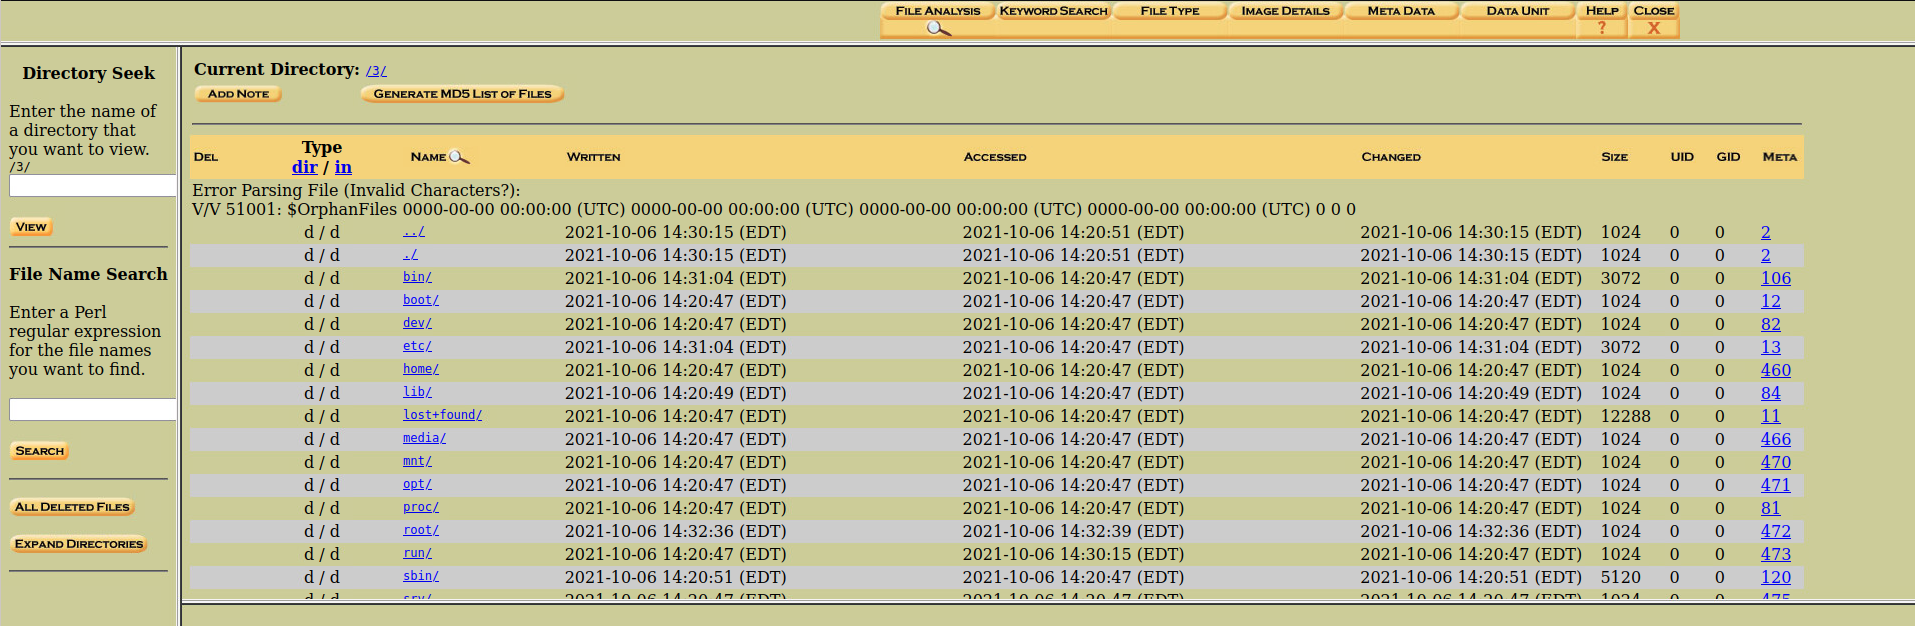 FILE ANALYSIS KEYWORD SEARCH FILE TYPE IMAGE DETAILS META DATA DATA UNIT HELP CLOSE
? X
Directory Seek
Enter the name of
a directory that
you want to view.
/3/
VIEW
File Name Search
Enter a Perl
regular expression
for the file names
you want to find.
SEARCH
ALL DELETED FILES
EXPAND DIRECTORIES
Current Directory: /3/
ADD NOTE GENERATE MD5 LIST OF FILES
DEL Type dir / in NAME WRITTEN ACCESSED CHANGED SIZE UID GID META
Error Parsing File (Invalid Characters?):
V/V 51001: $OrphanFiles 0000-00-00 00:00:00 (UTC) 0000-00-00 00:00:00 (UTC) 0000-00-00 00:00:00 (UTC) 0000-00-00 00:00:00 (UTC) 0 0 0
d / d ../ 2021-10-06 14:30:15 (EDT) 2021-10-06 14:20:51 (EDT) 2021-10-06 14:30:15 (EDT) 1024 0 0 2
d / d ./ 2021-10-06 14:30:15 (EDT) 2021-10-06 14:20:51 (EDT) 2021-10-06 14:30:15 (EDT) 1024 0 0 2
d / d bin/ 2021-10-06 14:31:04 (EDT) 2021-10-06 14:20:47 (EDT) 2021-10-06 14:31:04 (EDT) 3072 0 0 106
d / d boot/ 2021-10-06 14:20:47 (EDT) 2021-10-06 14:20:47 (EDT) 2021-10-06 14:20:47 (EDT) 1024 0 0 12
d / d dev/ 2021-10-06 14:20:47 (EDT) 2021-10-06 14:20:47 (EDT) 2021-10-06 14:20:47 (EDT) 1024 0 0 82
d / d etc/ 2021-10-06 14:31:04 (EDT) 2021-10-06 14:20:47 (EDT) 2021-10-06 14:31:04 (EDT) 3072 0 0 13
d / d home/ 2021-10-06 14:20:47 (EDT) 2021-10-06 14:20:47 (EDT) 2021-10-06 14:20:47 (EDT) 1024 0 0 460
d / d lib/ 2021-10-06 14:20:49 (EDT) 2021-10-06 14:20:47 (EDT) 2021-10-06 14:20:49 (EDT) 1024 0 0 84
d / d lost+found/ 2021-10-06 14:20:47 (EDT) 2021-10-06 14:20:47 (EDT) 2021-10-06 14:20:47 (EDT) 12288 0 0 11
d / d media/ 2021-10-06 14:20:47 (EDT) 2021-10-06 14:20:47 (EDT) 2021-10-06 14:20:47 (EDT) 1024 0 0 466
d / d mnt/ 2021-10-06 14:20:47 (EDT) 2021-10-06 14:20:47 (EDT) 2021-10-06 14:20:47 (EDT) 1024 0 0 470
d / d opt/ 2021-10-06 14:20:47 (EDT) 2021-10-06 14:20:47 (EDT) 2021-10-06 14:20:47 (EDT) 1024 0 0 471
d / d proc/ 2021-10-06 14:20:47 (EDT) 2021-10-06 14:20:47 (EDT) 2021-10-06 14:20:47 (EDT) 1024 0 0 81
d / d root/ 2021-10-06 14:32:36 (EDT) 2021-10-06 14:32:39 (EDT) 2021-10-06 14:32:36 (EDT) 1024 0 0 472
d / d run/ 2021-10-06 14:20:47 (EDT) 2021-10-06 14:30:15 (EDT) 2021-10-06 14:20:47 (EDT) 1024 0 0 473
d / d sbin/ 2021-10-06 14:20:51 (EDT) 2021-10-06 14:20:47 (EDT) 2021-10-06 14:20:51 (EDT) 5120 0 0 120